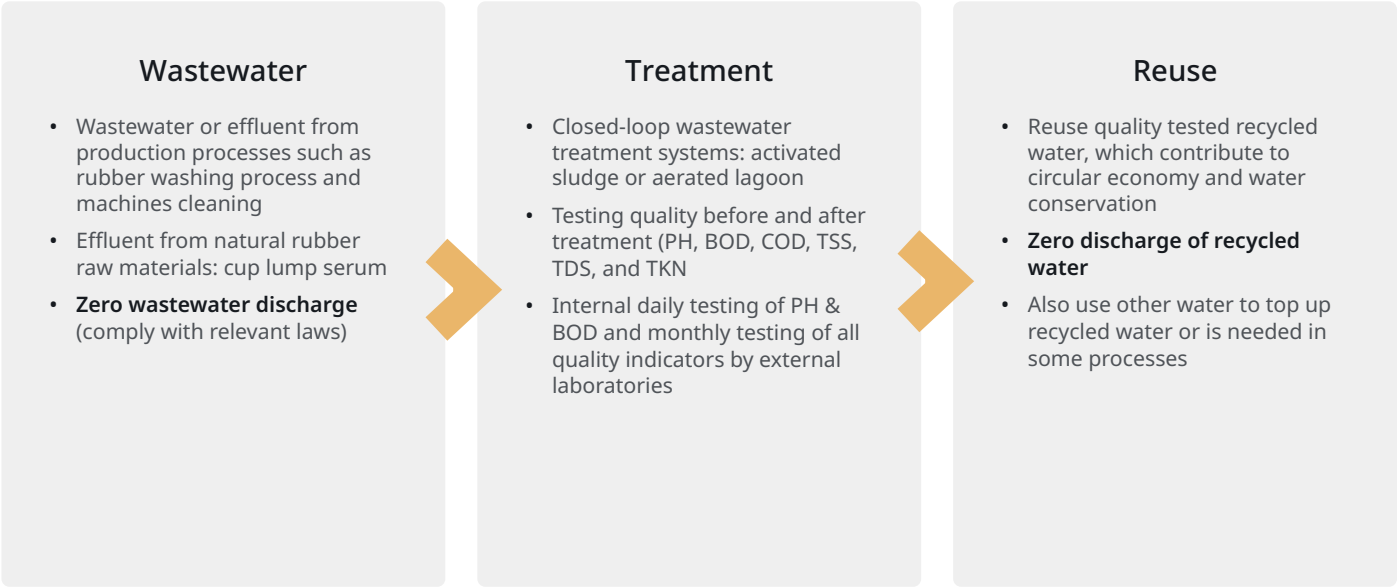 Wastewater
• Wastewater or effluent from
production processes such as
rubber washing process and
machines cleaning
• Effluent from natural rubber
raw materials: cup lump serum
• Zero wastewater discharge
(comply with relevant laws)
Treatment
• Closed-loop wastewater
treatment systems: activated
sludge or aerated lagoon
• Testing quality before and after
treatment (PH, BOD, COD, TSS,
TDS, and TKN
• Internal daily testing of PH &
BOD and monthly testing of all
quality indicators by external
laboratories
Reuse
• Reuse quality tested recycled
water, which contribute to
circular economy and water
conservation
• Zero discharge of recycled
water
• Also use other water to top up
recycled water or is needed in
some processes